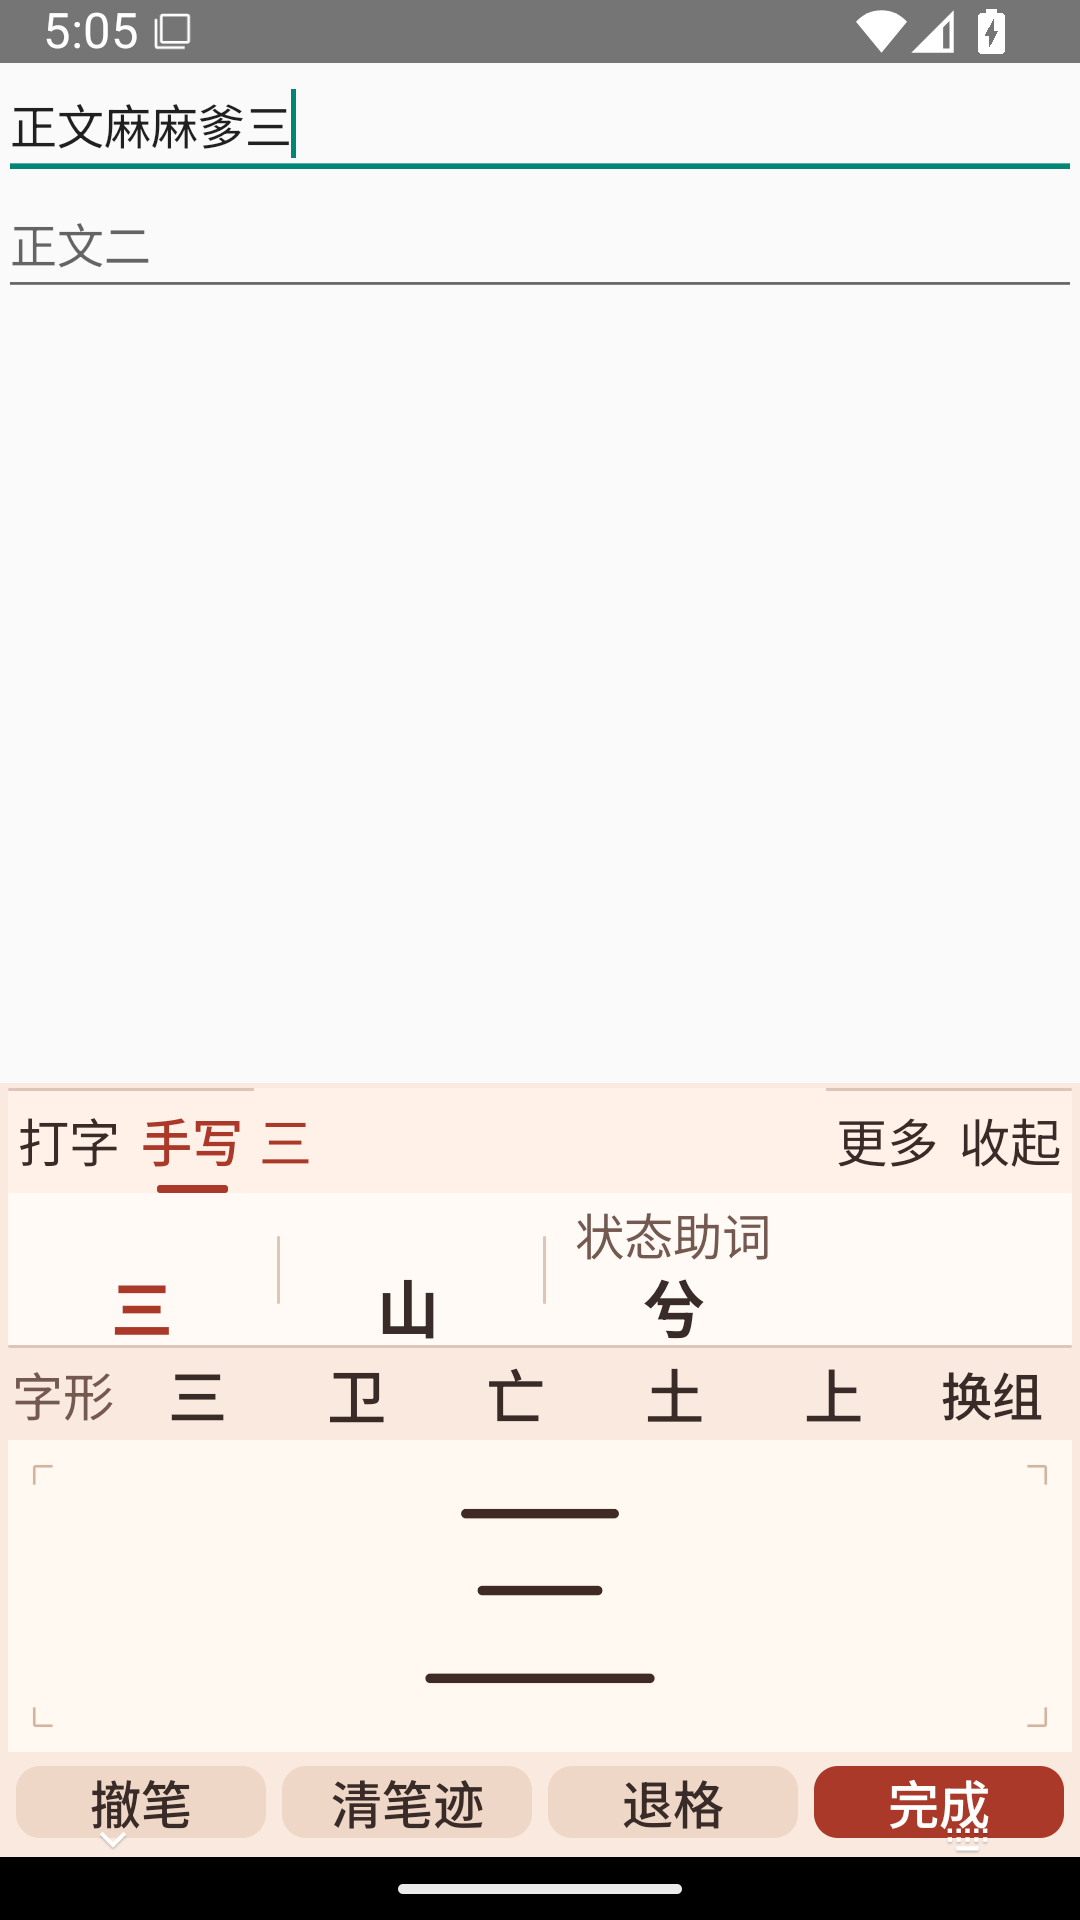 5:05
正文麻麻爹三
正文二
打字 手写 三 更多 收起
状态助词
三 山 兮
字形 三 卫 亡 土 上 换组
三
撤笔 清笔迹 退格 完成